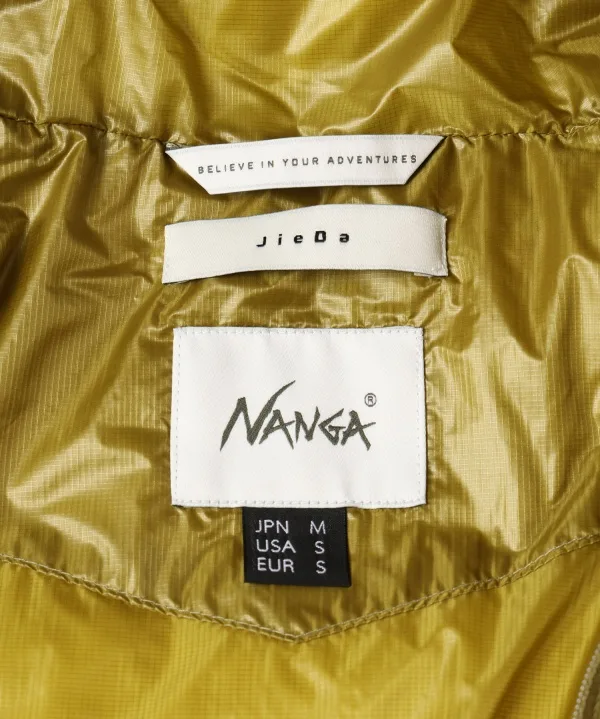 BELIEVE IN YOUR ADVENTURES
JieDa
NANGA®
JPN M
USA S
EUR S